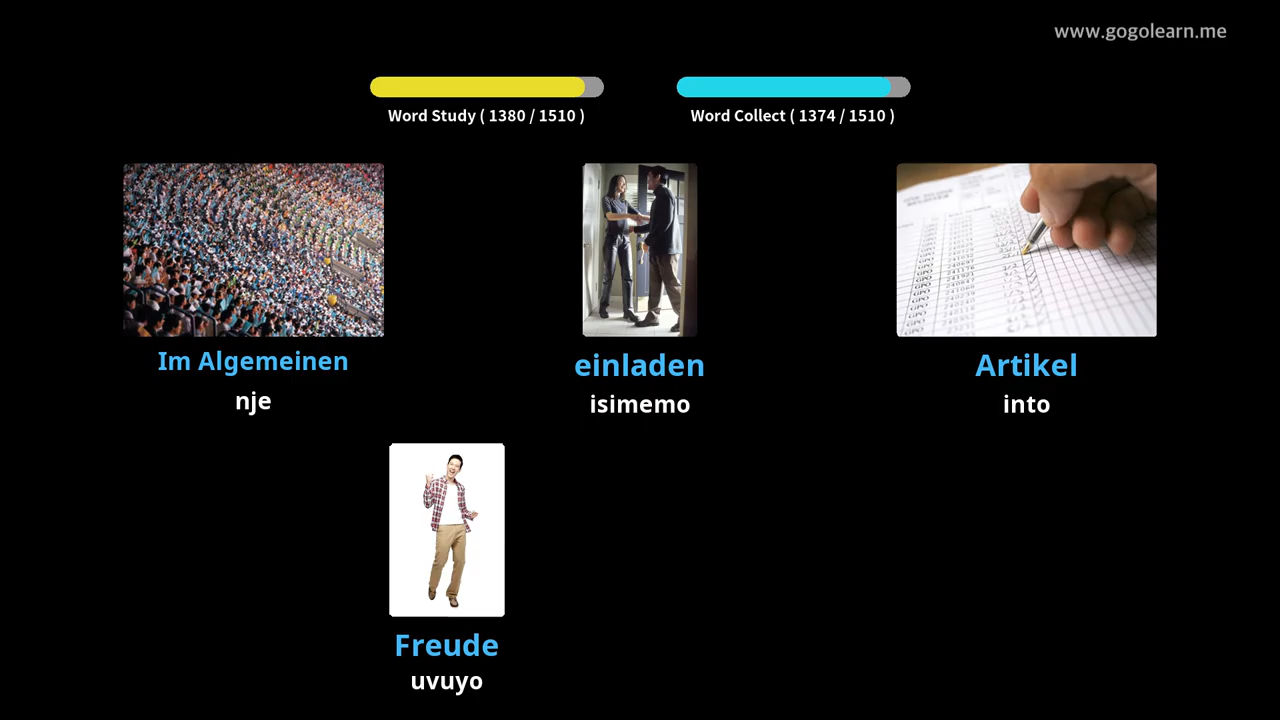 www.gogolearn.me
Word Study ( 1380 / 1510 )
Word Collect ( 1374 / 1510 )
Im Algemeinen
einladen
Artikel
nje
isimemo
into
Freude
uvuyo